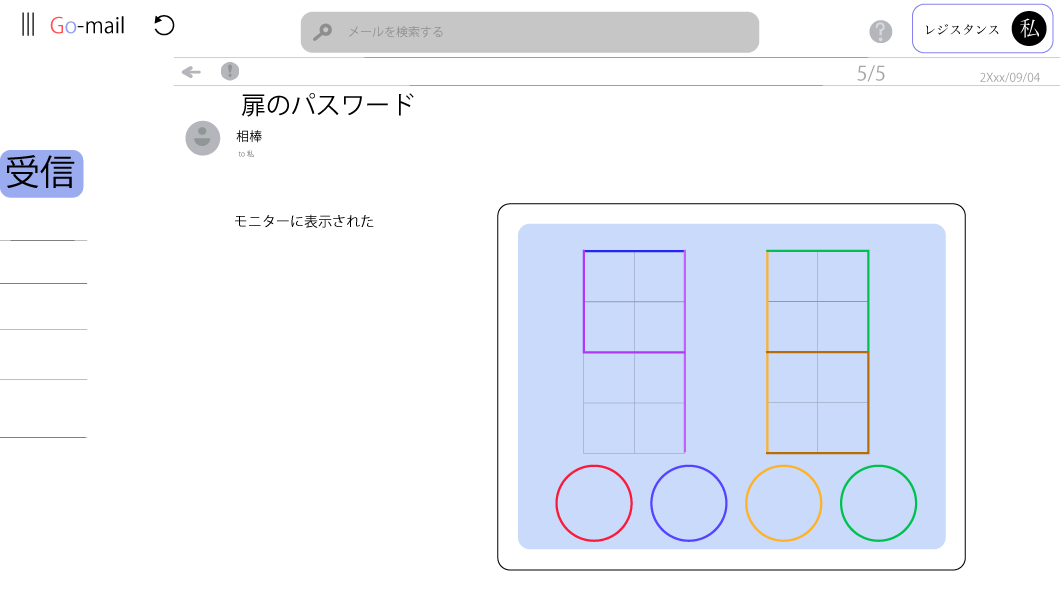 Go-mail
メールを検索する
?
レジスタンス
私
!
5/5
2Xxx/09/04
扉のパスワード
相棒
to 私
受信
モニターに表示された